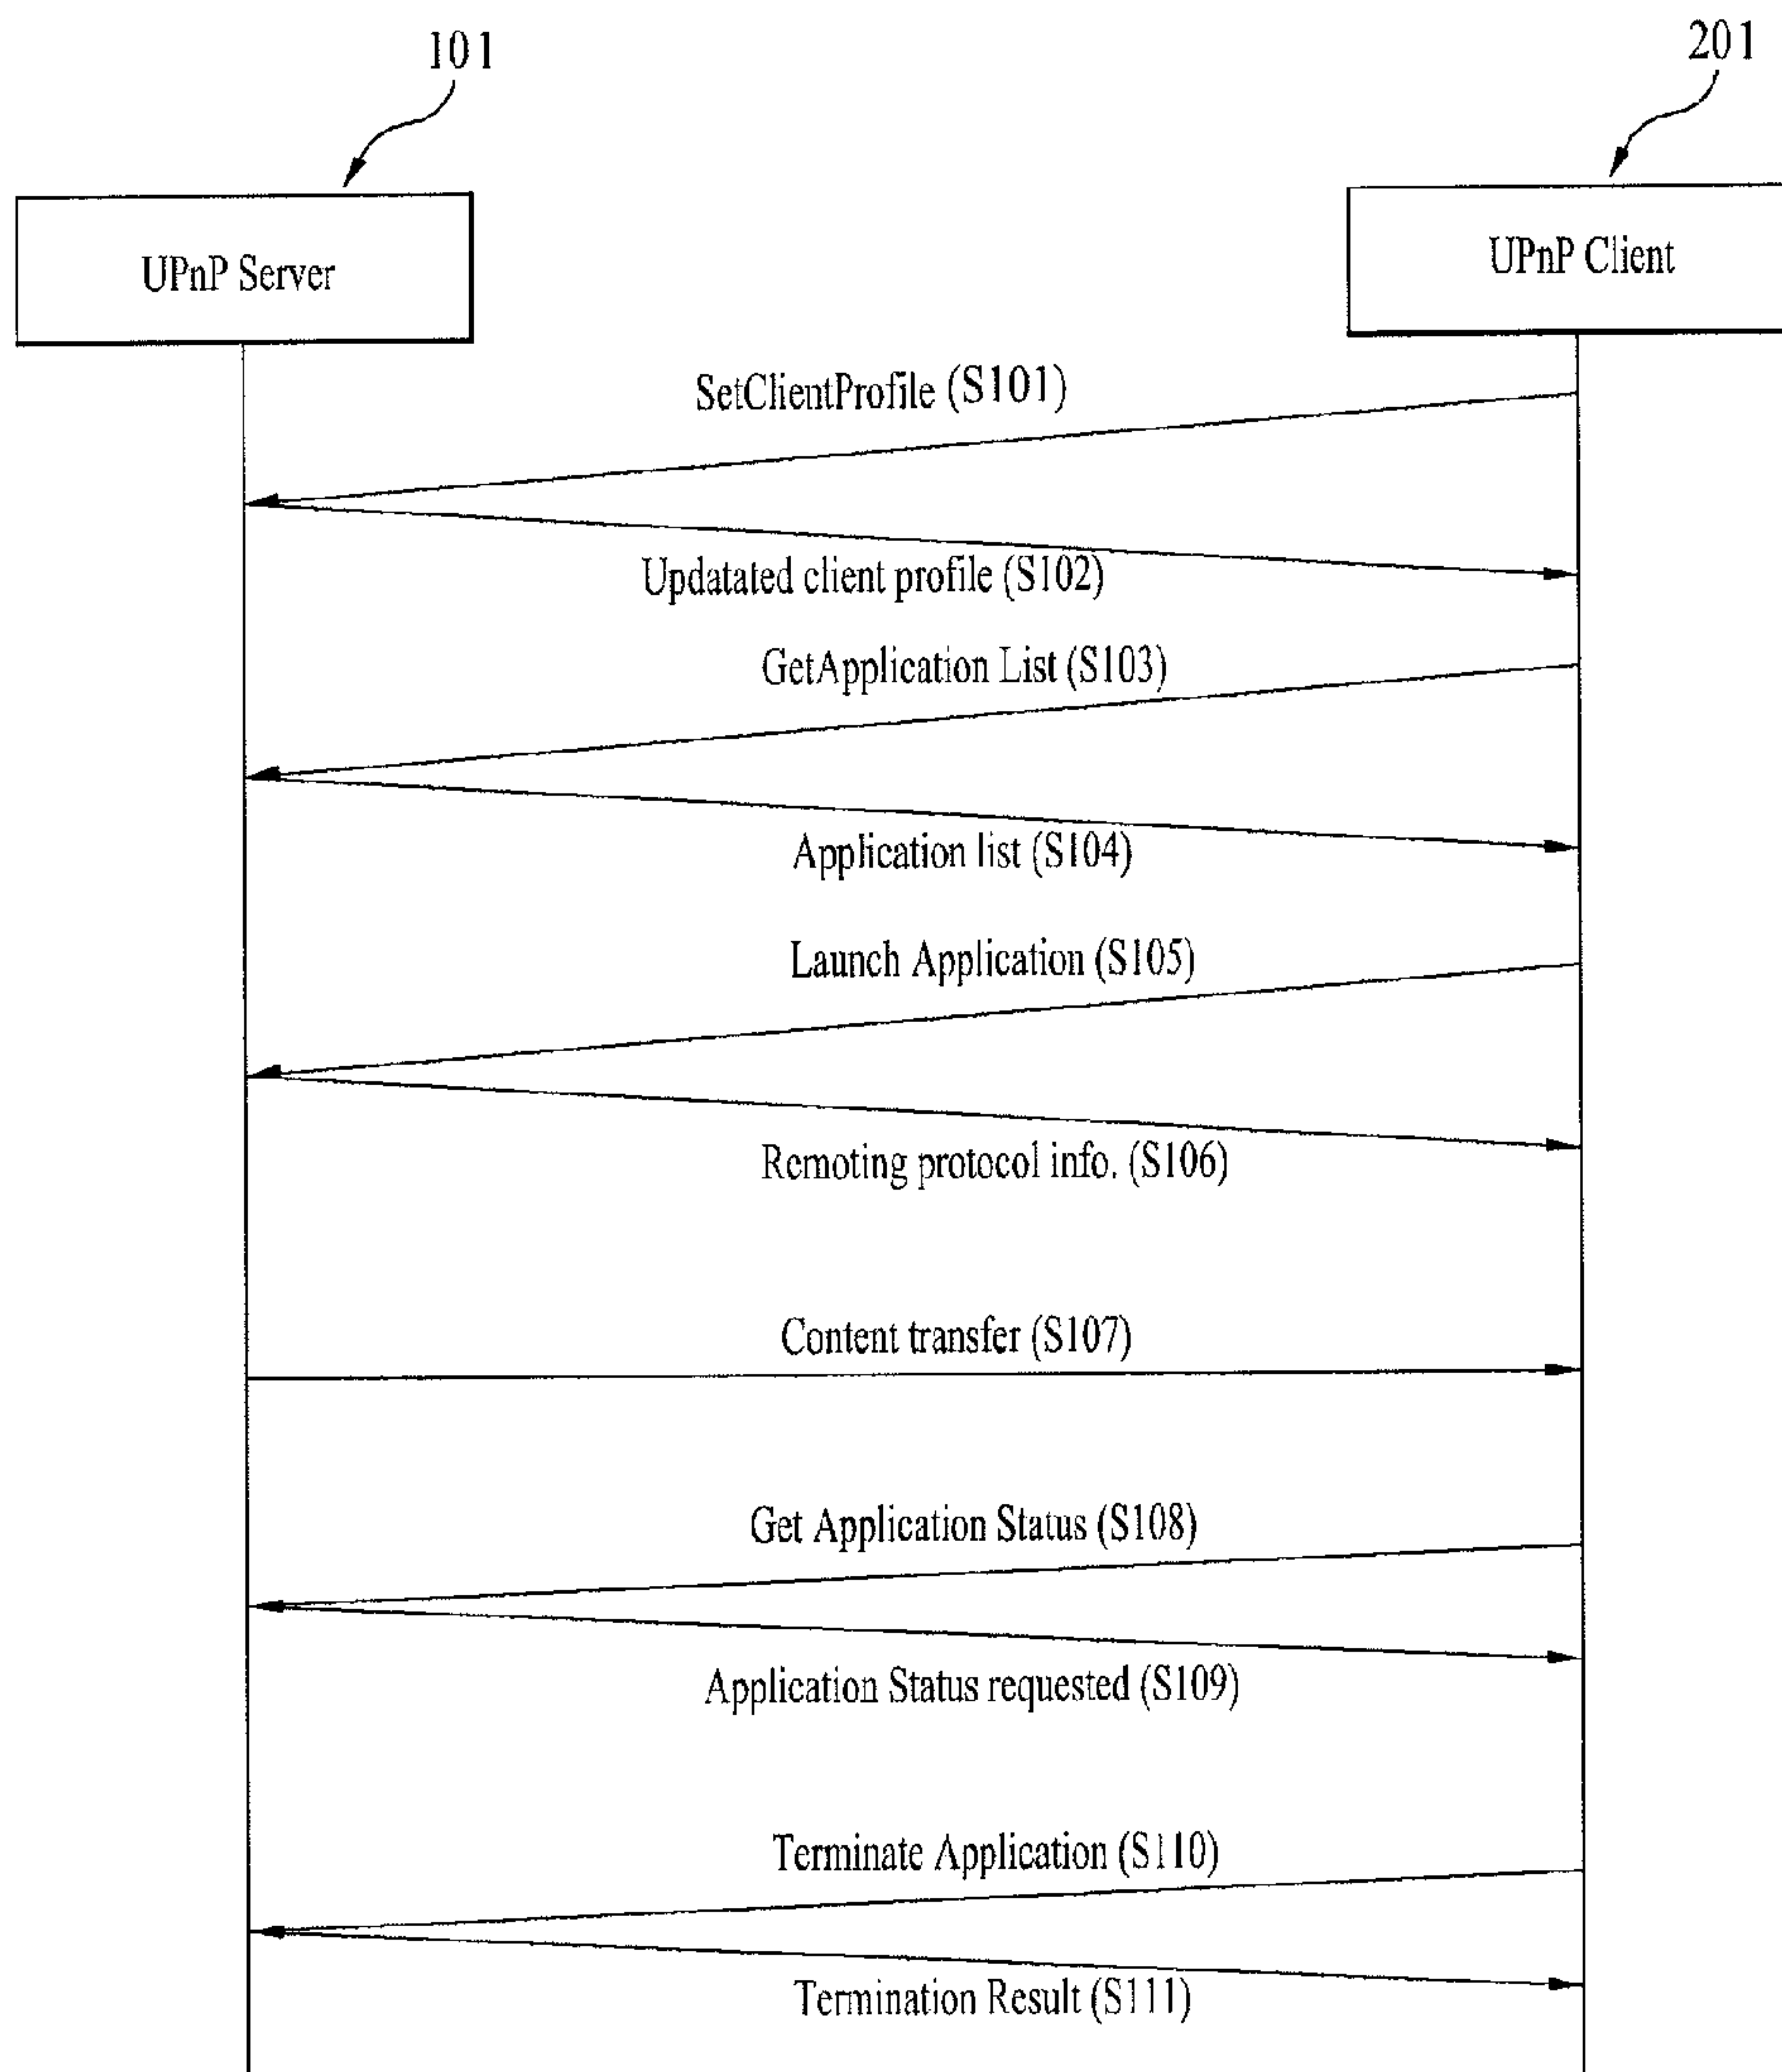 101
201
UPnP Server
UPnP Client
SetClientProfile (S101)
Updatated client profile (S102)
GetApplication List (S103)
Application list (S104)
Launch Application (S105)
Remoting protocol info. (S106)
Content transfer (S107)
Get Application Status (S108)
Application Status requested (S109)
Terminate Application (S110)
Termination Result (S111)